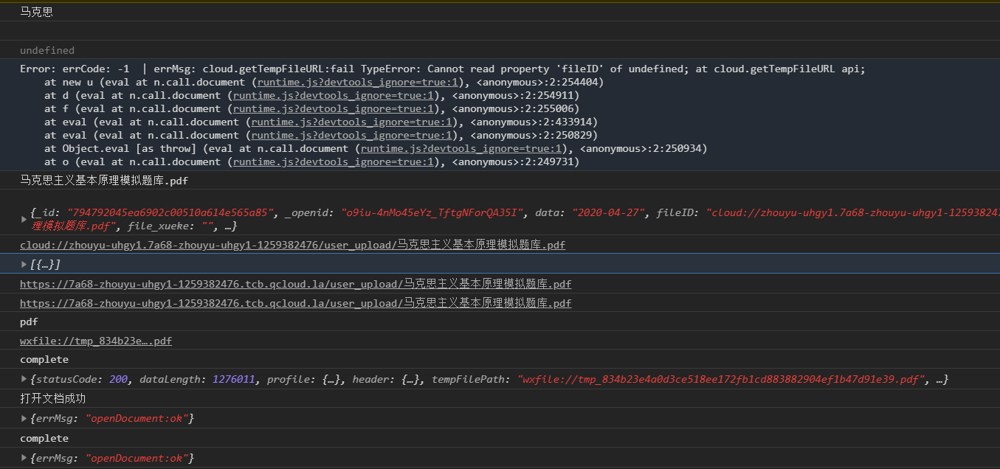 马克思
undefined
Error: errCode: -1  | errMsg: cloud.getTempFileURL:fail TypeError: Cannot read property 'fileID' of undefined; at cloud.getTempFileURL api;
at new u (eval at n.call.document (runtime.js?devtools_ignore=true:1), <anonymous>:2:254404)
at d (eval at n.call.document (runtime.js?devtools_ignore=true:1), <anonymous>:2:254911)
at f (eval at n.call.document (runtime.js?devtools_ignore=true:1), <anonymous>:2:255006)
at eval (eval at n.call.document (runtime.js?devtools_ignore=true:1), <anonymous>:2:433914)
at eval (eval at n.call.document (runtime.js?devtools_ignore=true:1), <anonymous>:2:250829)
at Object.eval [as throw] (eval at n.call.document (runtime.js?devtools_ignore=true:1), <anonymous>:2:250934)
at o (eval at n.call.document (runtime.js?devtools_ignore=true:1), <anonymous>:2:249731)
马克思主义基本原理模拟题库.pdf
{_id: "794792045ea6902c00510a614e565a85", _openid: "o9iu-4nMo45eYz_TftgNForQA35I", data: "2020-04-27", fileID: "cloud://zhouyu-uhgy1.7a68-zhouyu-uhgy1-125938247
理模拟题库.pdf", file_xueke: "", …}
cloud://zhouyu-uhgy1.7a68-zhouyu-uhgy1-1259382476/user_upload/马克思主义基本原理模拟题库.pdf
[{…}]
https://7a68-zhouyu-uhgy1-1259382476.tcb.qcloud.la/user_upload/马克思主义基本原理模拟题库.pdf
https://7a68-zhouyu-uhgy1-1259382476.tcb.qcloud.la/user_upload/马克思主义基本原理模拟题库.pdf
pdf
wxfile://tmp_834b23e….pdf
complete
{statusCode: 200, dataLength: 1276011, profile: {…}, header: {…}, tempFilePath: "wxfile://tmp_834b23e4a0d3ce518ee172fb1cd883882904ef1b47d91e39.pdf", …}
打开文档成功
{errMsg: "openDocument:ok"}
complete
{errMsg: "openDocument:ok"}